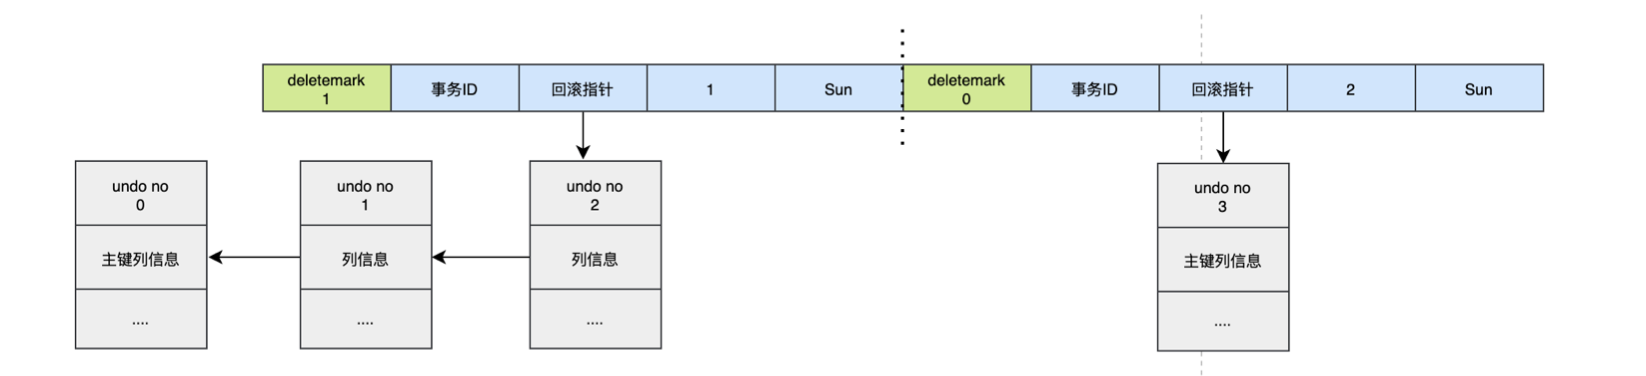 deletemark
1
事务ID
回滚指针
1
Sun
deletemark
0
事务ID
回滚指针
2
Sun
undo no
0
主键列信息
....
undo no
1
列信息
....
undo no
2
列信息
....
undo no
3
主键列信息
....